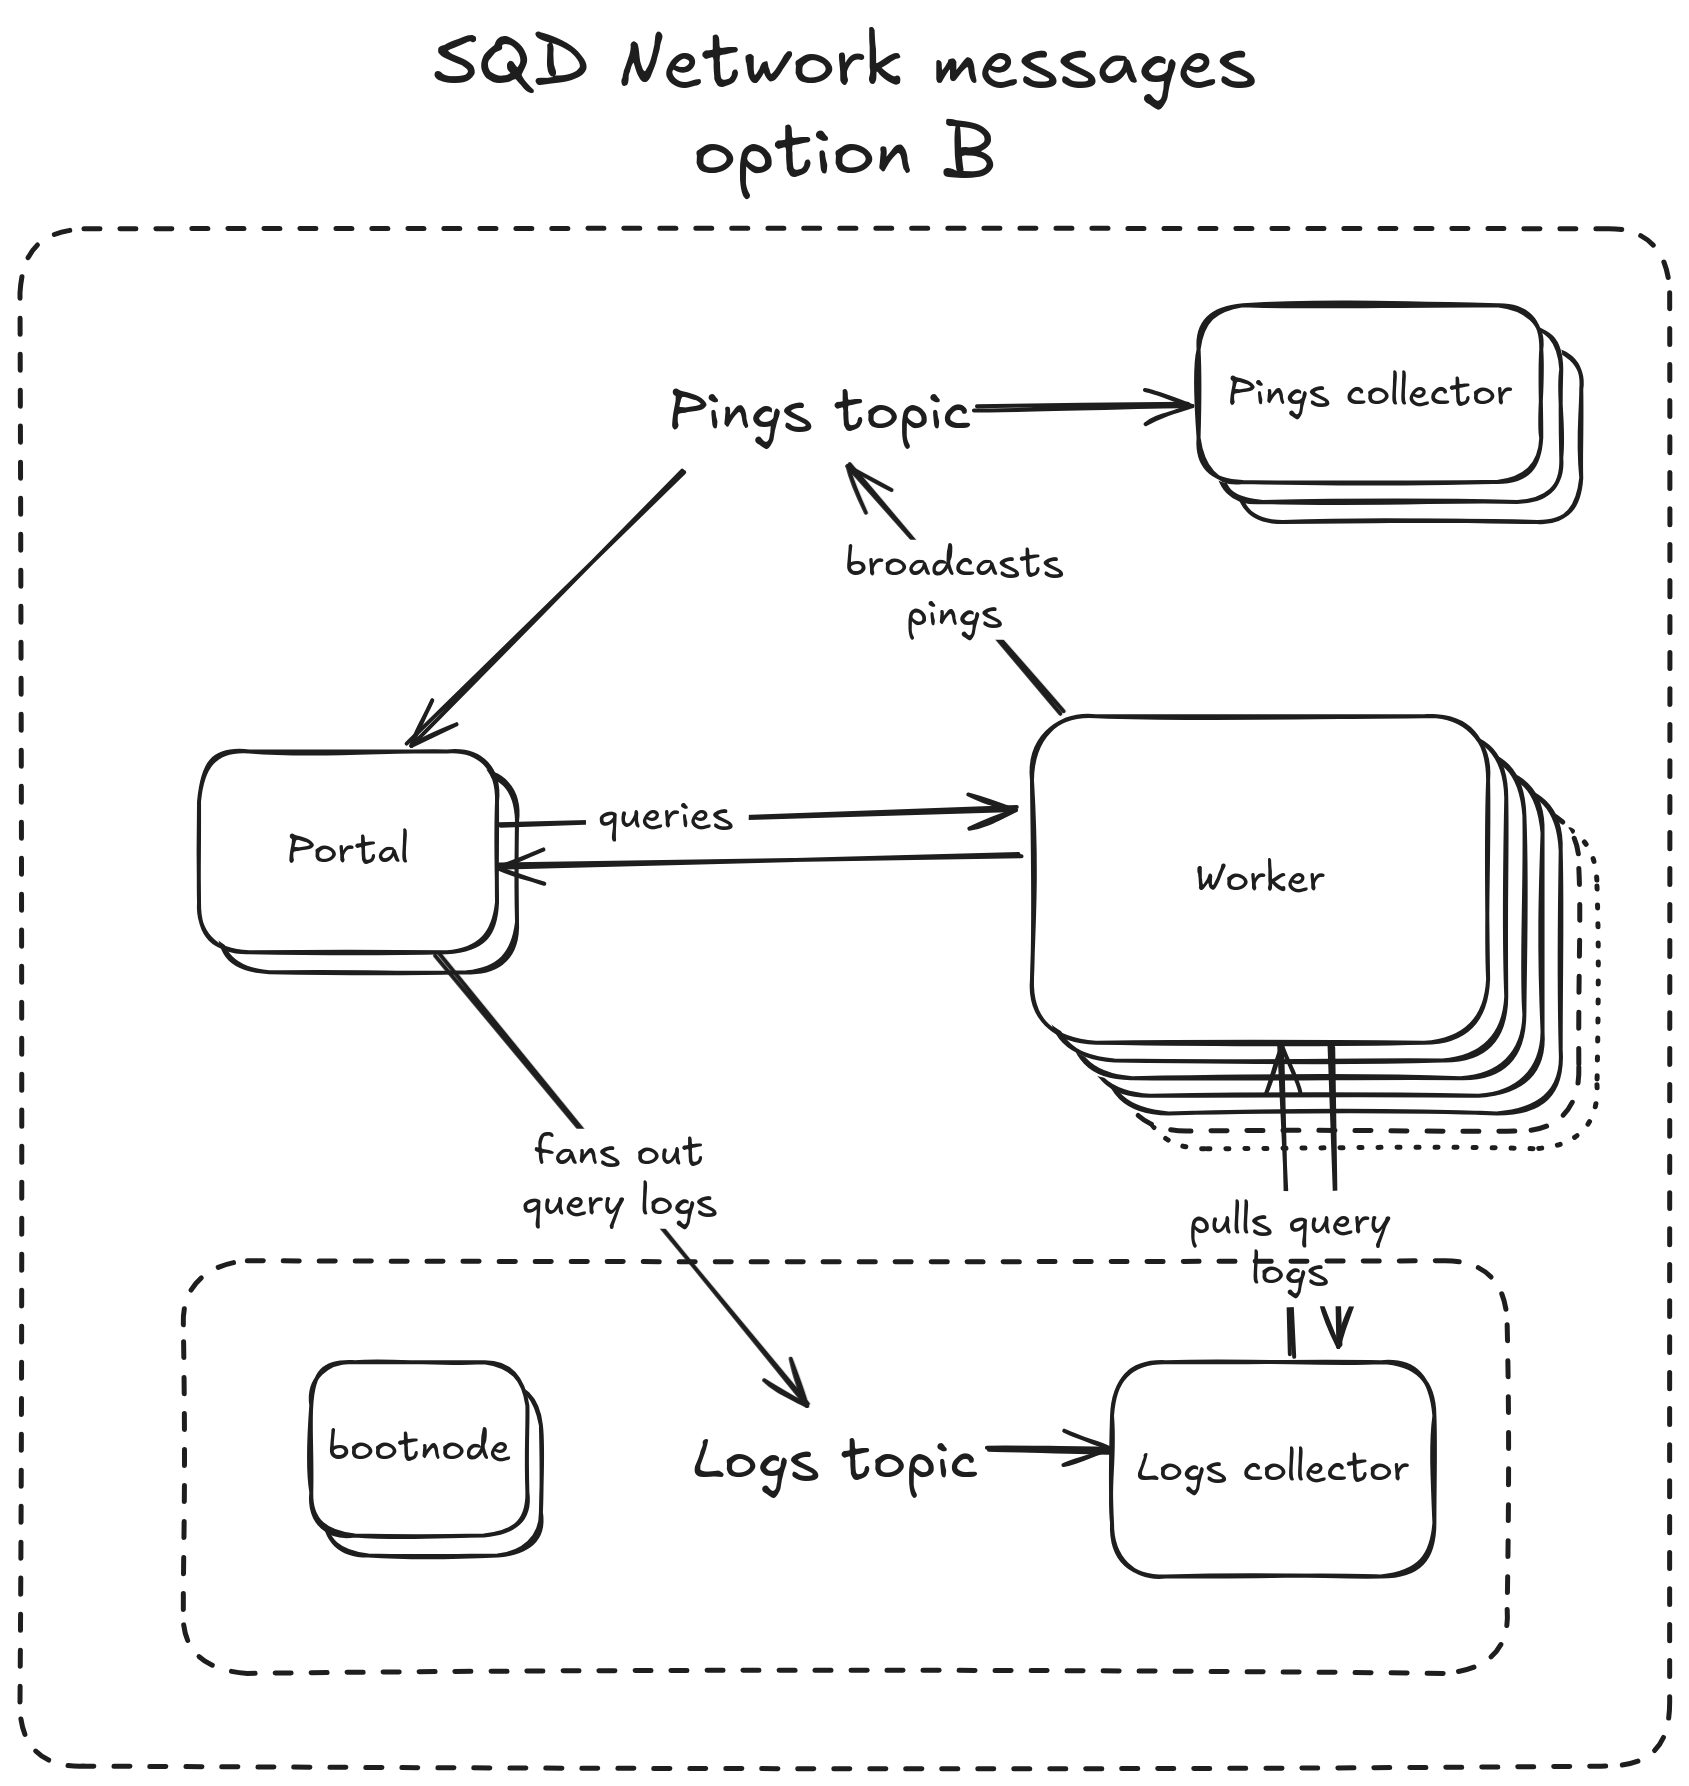 SQD Network messages
option B
Pings collector
Pings topic
broadcasts
pings
queries
Portal
Worker
fans out
query logs
pulls query
logs
bootnode
Logs topic
Logs collector